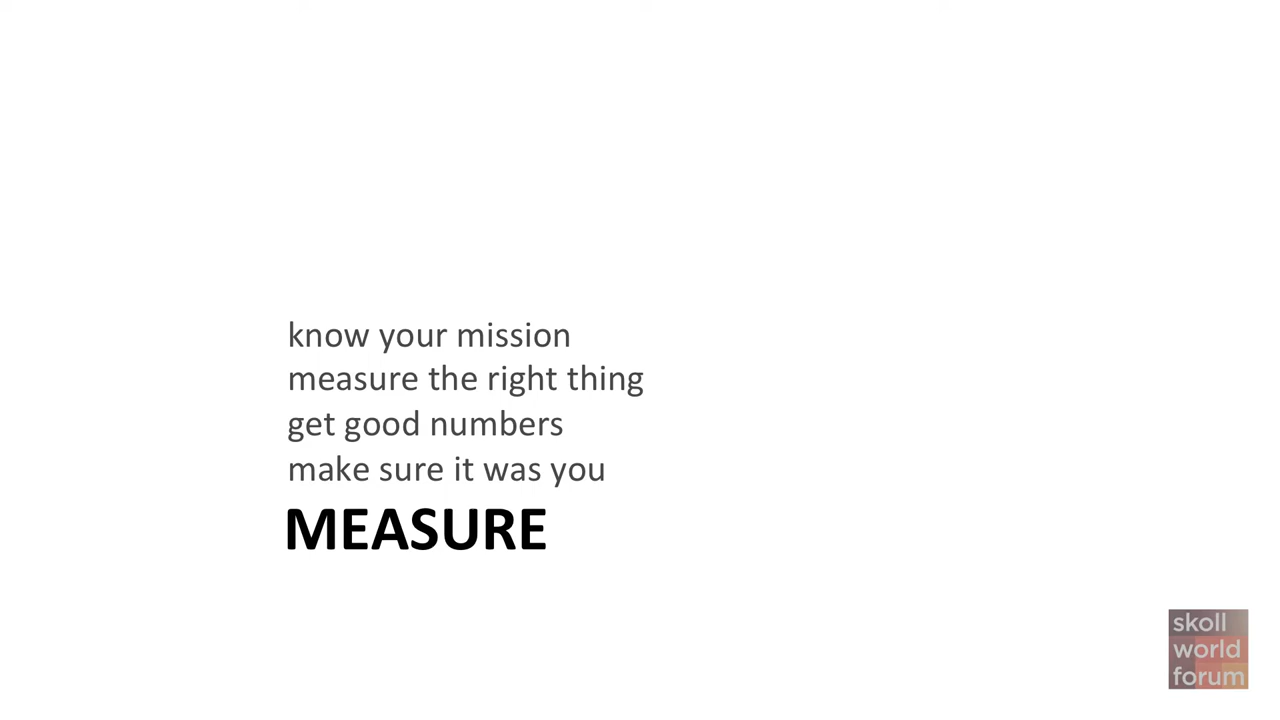 know your mission
measure the right thing
get good numbers
make sure it was you
MEASURE
skoll
world
forum